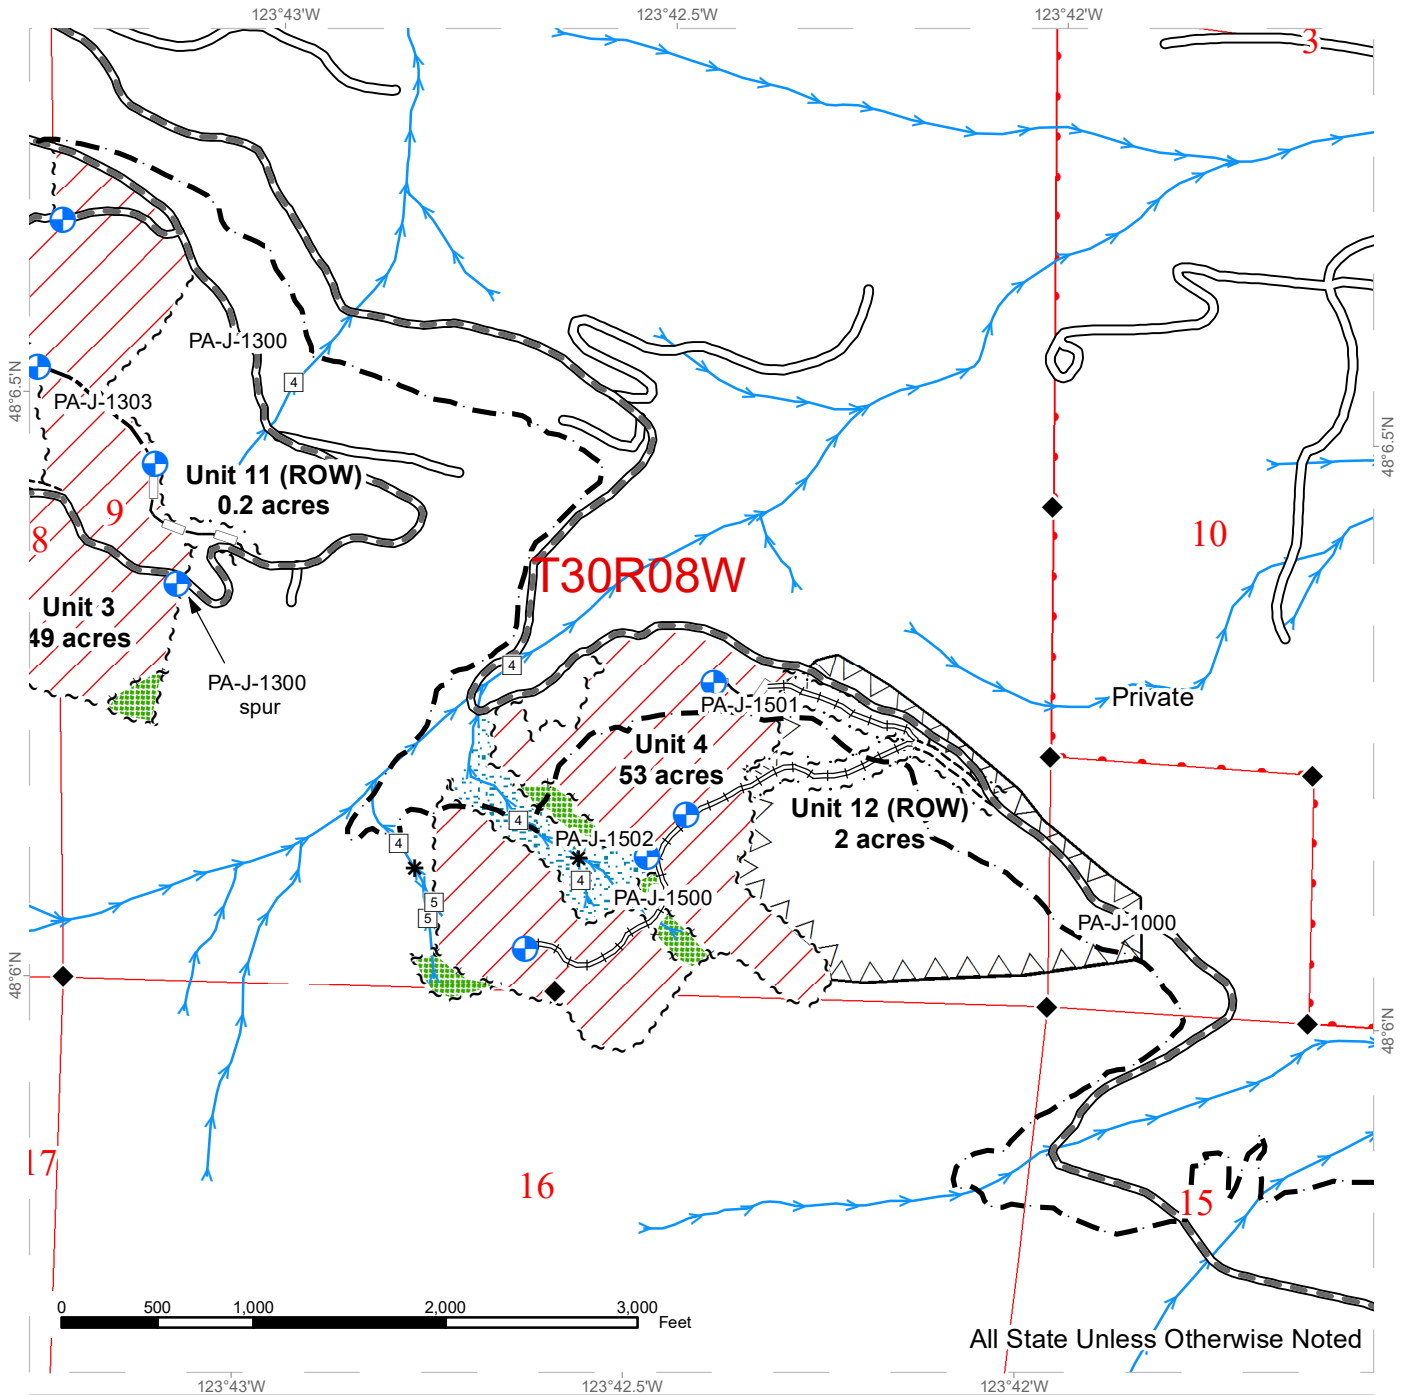 123°43'W
123°42.5'W
123°42'W
3
PA-J-1300
4
48°6.5'N
PA-J-1303
48°6.5'N
Unit 11 (ROW)
0.2 acres
9
8
10
T30R08W
Unit 3
49 acres
4
PA-J-1300
spur
Private
PA-J-1501
Unit 4
53 acres
Unit 12 (ROW)
2 acres
4
4
PA-J-1502
4
5
5
PA-J-1500
PA-J-1000
48°6'N
48°6'N
17
16
15
0
500
1,000
2,000
3,000
Feet
All State Unless Otherwise Noted
123°43'W
123°42.5'W
123°42'W